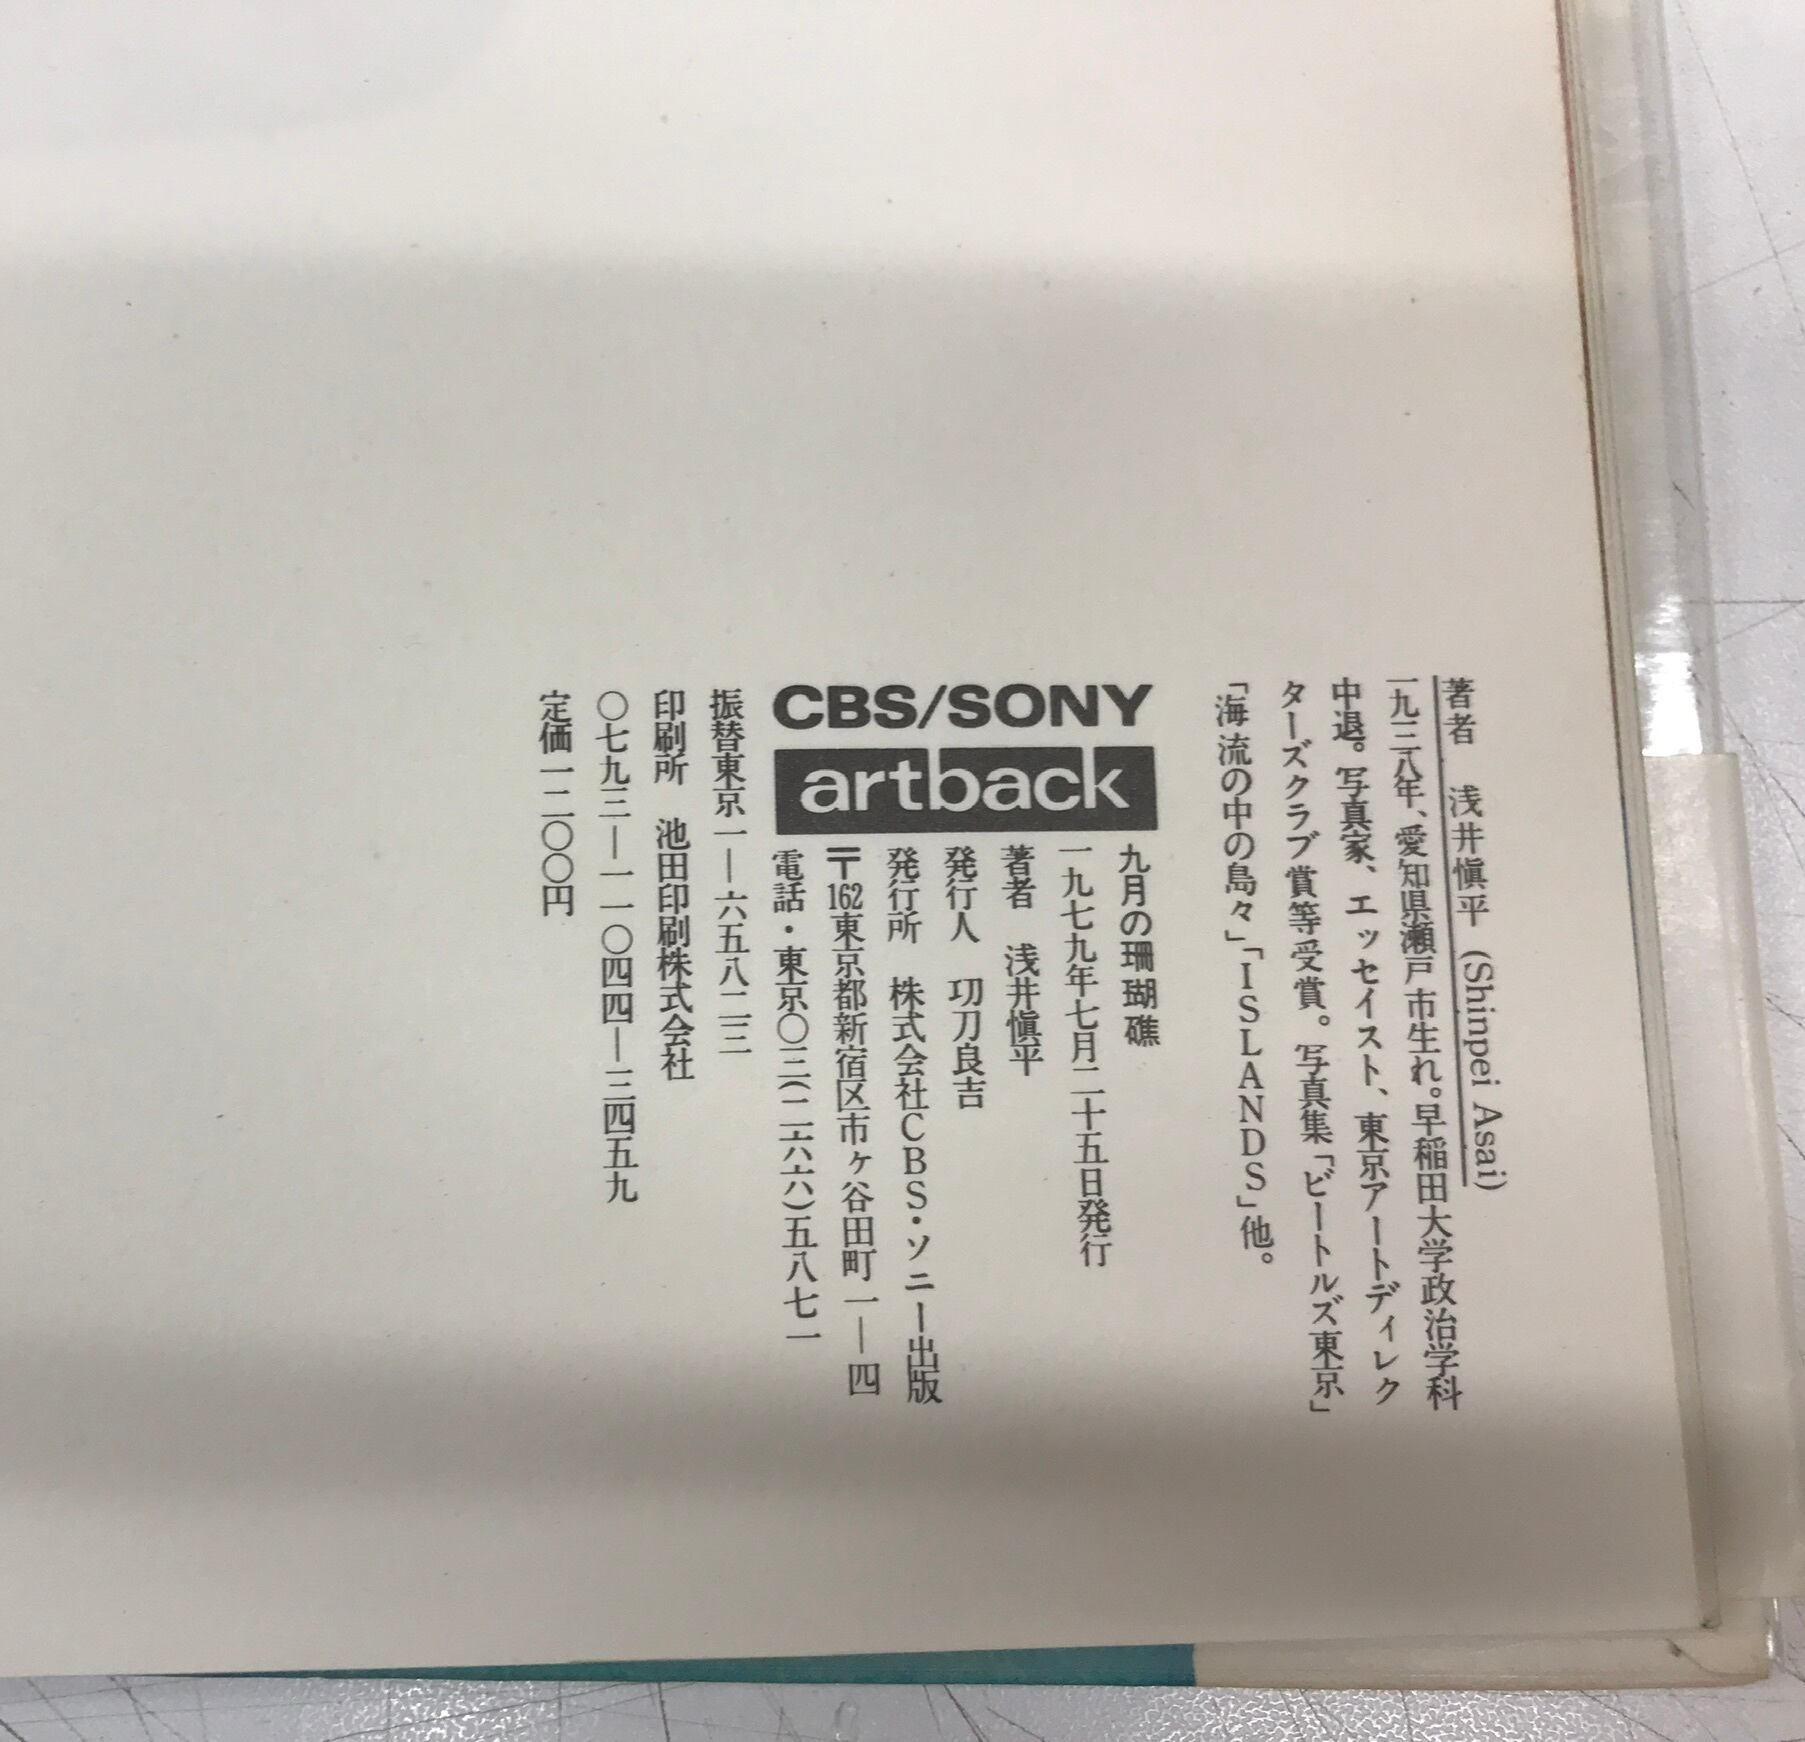 著者　浅井愼平 (Shinpei Asai)
一九三八年、愛知県瀬戸市生れ。早稲田大学政治学科
中退。写真家、エッセイスト、東京アートディレク
ターズクラブ賞等受賞。写真集「ビートルズ東京」
「海流の中の島々」「ISLANDS」他。
CBS/SONY
artback
九月の珊瑚礁
一九七九年七月二十五日発行
著者　浅井愼平
発行人　㓛刀良吉
発行所　株式会社CBS・ソニー出版
〒162東京都新宿区市ヶ谷田町一―四
電話・東京〇三(二六六)五八七一
振替東京一―六五八二三
印刷所　池田印刷株式会社
〇七九三―一一〇四四―三四五九
定価一二〇〇円